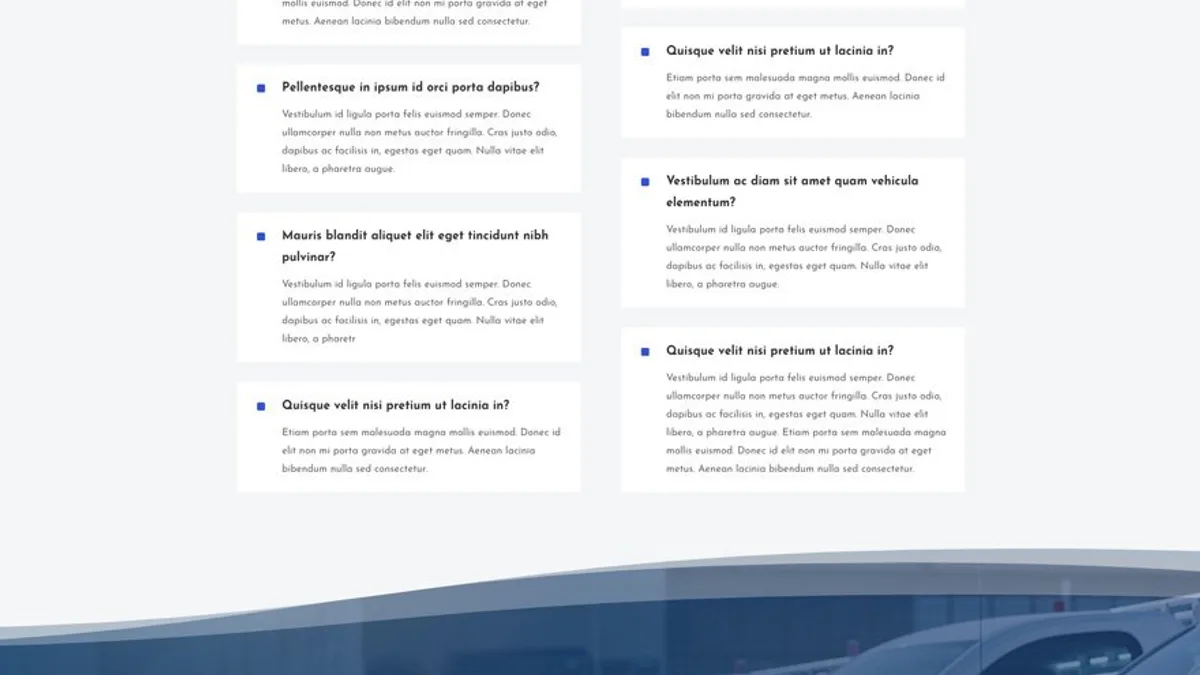 mollis euismod. Donec id elit non mi porta gravida at eget
metus. Aenean lacinia bibendum nulla sed consectetur.
Pellentesque in ipsum id orci porta dapibus?
Vestibulum id ligula porta felis euismod semper. Donec
ullamcorper nulla non metus auctor fringilla. Cras justo odio,
dapibus ac facilisis in, egestas eget quam. Nulla vitae elit
libero, a pharetra augue.
Mauris blandit aliquet elit eget tincidunt nibh
pulvinar?
Vestibulum id ligula porta felis euismod semper. Donec
ullamcorper nulla non metus auctor fringilla. Cras justo odio,
dapibus ac facilisis in, egestas eget quam. Nulla vitae elit
libero, a pharetr
Quisque velit nisi pretium ut lacinia in?
Etiam porta sem malesuada magna mollis euismod. Donec id
elit non mi porta gravida at eget metus. Aenean lacinia
bibendum nulla sed consectetur.
Quisque velit nisi pretium ut lacinia in?
Etiam porta sem malesuada magna mollis euismod. Donec id
elit non mi porta gravida at eget metus. Aenean lacinia
bibendum nulla sed consectetur.
Vestibulum ac diam sit amet quam vehicula
elementum?
Vestibulum id ligula porta felis euismod semper. Donec
ullamcorper nulla non metus auctor fringilla. Cras justo odio,
dapibus ac facilisis in, egestas eget quam. Nulla vitae elit
libero, a pharetra augue.
Quisque velit nisi pretium ut lacinia in?
Vestibulum id ligula porta felis euismod semper. Donec
ullamcorper nulla non metus auctor fringilla. Cras justo odio,
dapibus ac facilisis in, egestas eget quam. Nulla vitae elit
libero, a pharetra augue. Etiam porta sem malesuada magna
mollis euismod. Donec id elit non mi porta gravida at eget
metus. Aenean lacinia bibendum nulla sed consectetur.